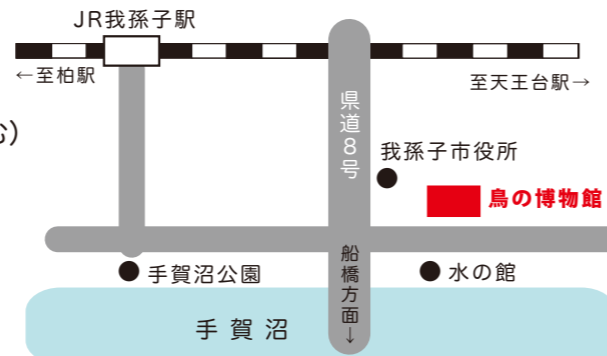 JR我孫子駅
←至柏駅
至天王台駅→
む)
県道8号
我孫子市役所
鳥の博物館
船橋方面↓
手賀沼公園
水の館
手賀沼